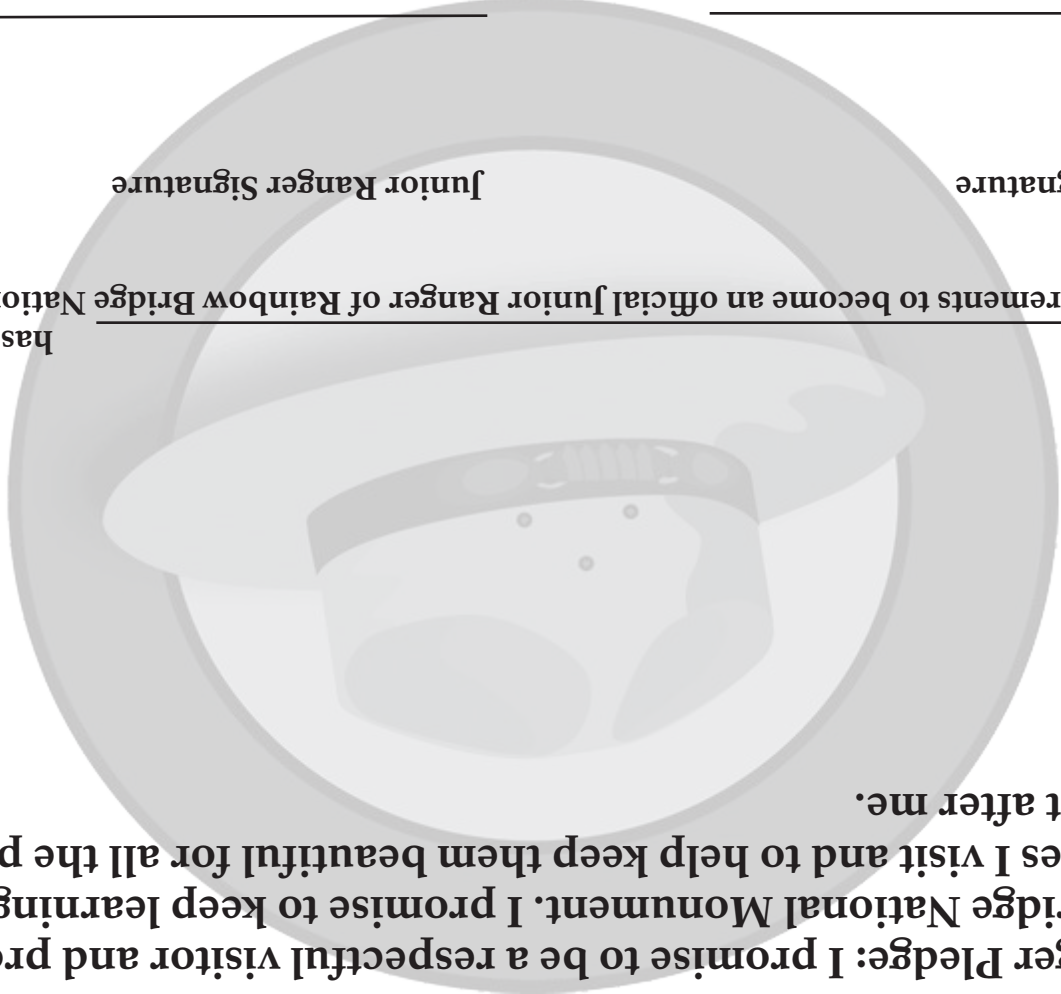 ger Pledge: I promise to be a respectful visitor and pro
ridge National Monument. I promise to keep learning
es I visit and to help keep them beautiful for all the p
t after me.
has
rements to become an official Junior Ranger of Rainbow Bridge Natio
gnature Junior Ranger Signature